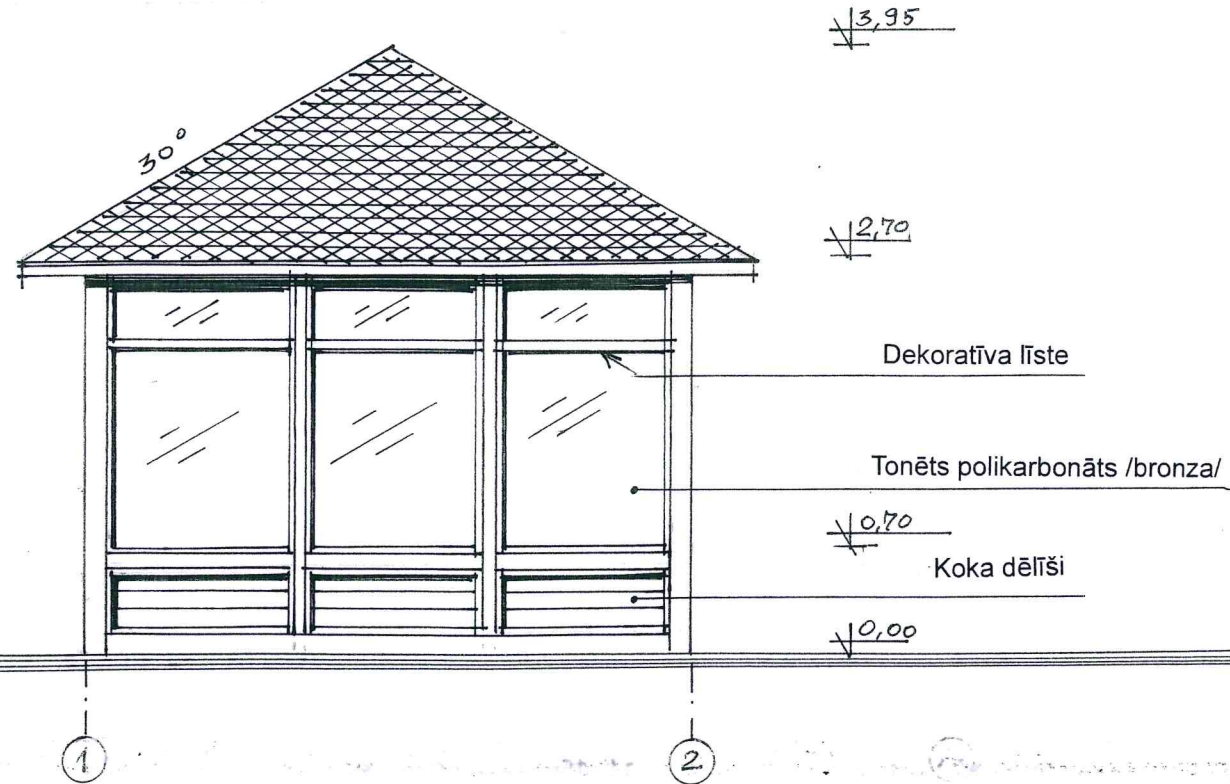 3,95
30°
2,70
Dekoratīva līste
Tonēts polikarbonāts /bronza/
0,70
Koka dēlīši
0,00
1
2